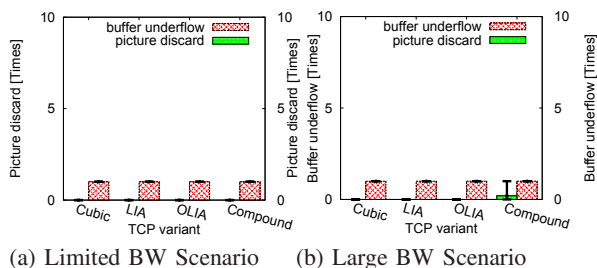 10
5
0
Picture discard [Times]
buffer underflow
picture discard
Cubic LIA OLIA Compound
TCP variant
10
5
0
Picture discard [Times]
Buffer underflow [Times]
10
5
0
buffer underflow
picture discard
Cubic LIA OLIA Compound
TCP variant
10
5
0
Buffer underflow [Times]
(a) Limited BW Scenario
(b) Large BW Scenario